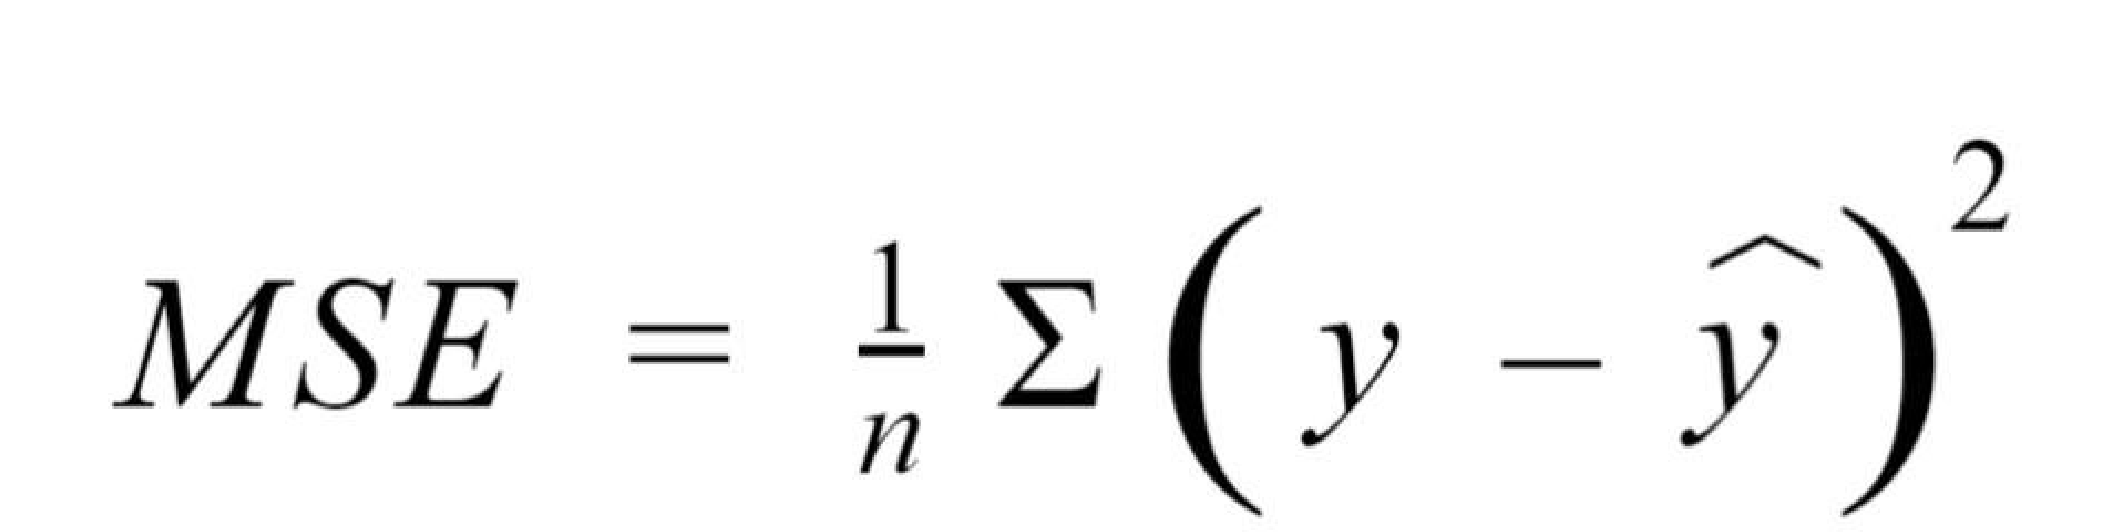 MSE = 1/n Σ ( y − ŷ )²